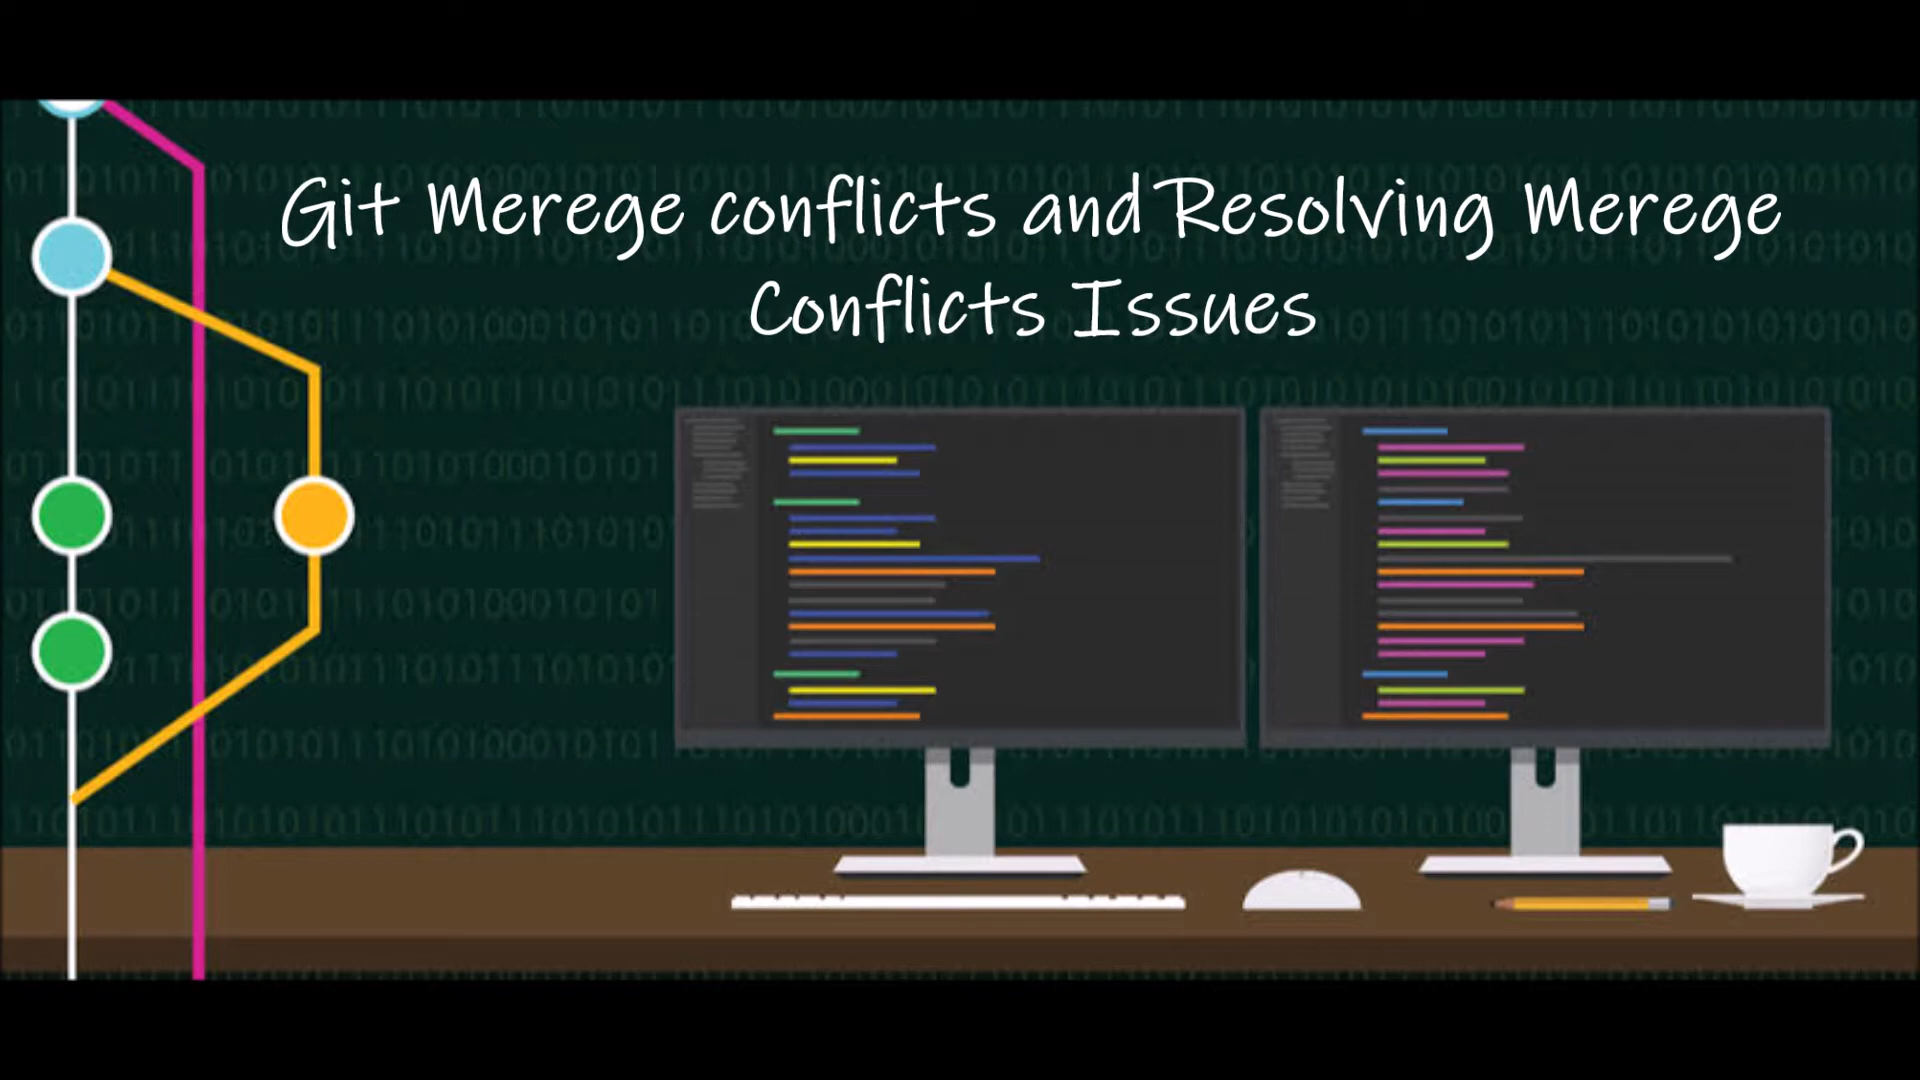 Git Merege conflicts and Resolving Merege
Conflicts Issues